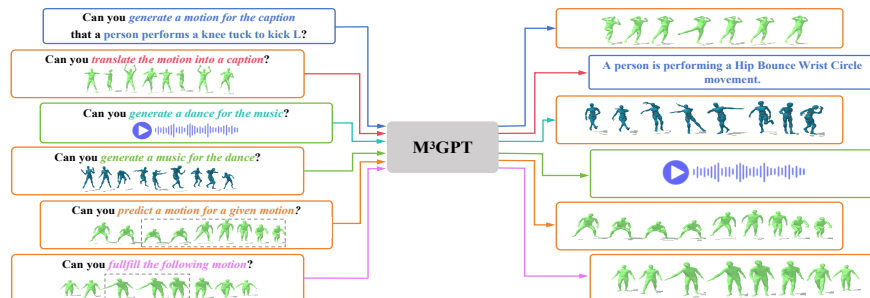 Can you generate a motion for the caption
that a person performs a knee tuck to kick L?
Can you translate the motion into a caption?
Can you generate a dance for the music?
Can you generate a music for the dance?
Can you predict a motion for a given motion?
Can you fullfill the following motion?
M³GPT
A person is performing a Hip Bounce Wrist Circle
movement.